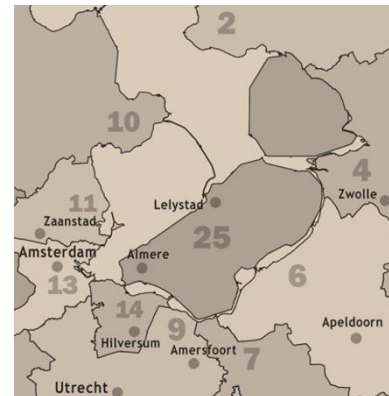 2
10
4
Zwolle
11
Lelystad
Zaanstad
25
Amsterdam
Almere
13
6
14
9
Apeldoorn
Hilversum
Amersfoort
7
Utrecht